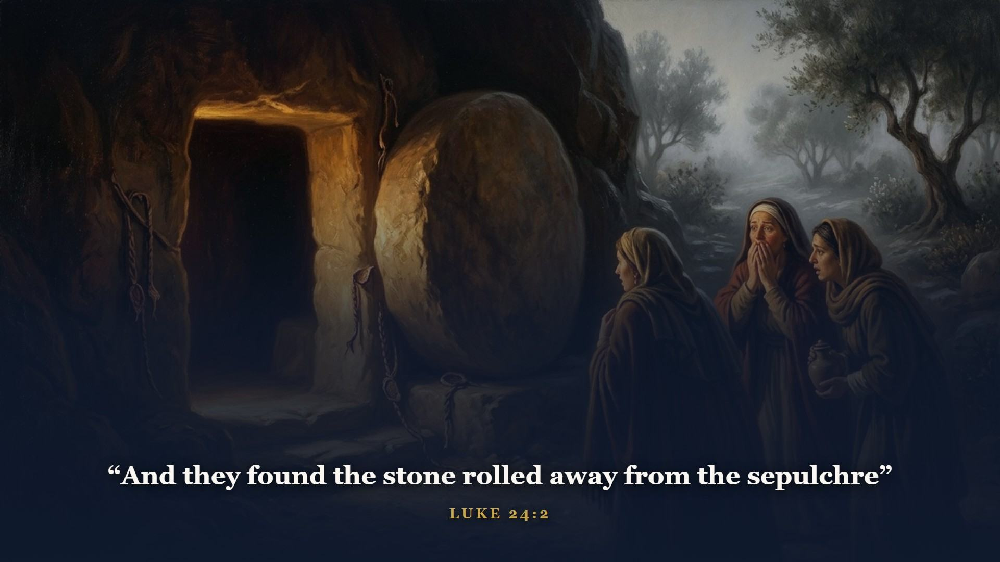 “And they found the stone rolled away from the sepulchre”
LUKE 24:2